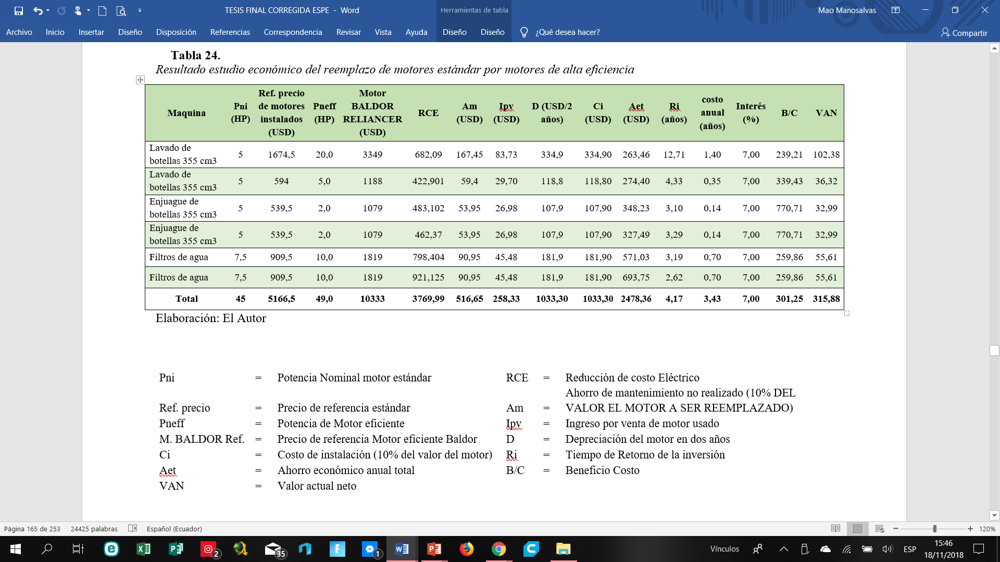 TESIS FINAL CORREGIDA ESPE - Word
Herramientas de tabla
Mao Manosalvas
Archivo Inicio Insertar Diseño Disposición Referencias Correspondencia Revisar Vista Ayuda Diseño Diseño ¿Qué desea hacer? Compartir
Tabla 24.
Resultado estudio económico del reemplazo de motores estándar por motores de alta eficiencia
Maquina Pni (HP) Ref. precio de motores instalados (USD) Pneff (HP) Motor BALDOR RELIANCER (USD) RCE Am (USD) Ipv (USD) D (USD/2 años) Ci (USD) Aet (USD) Ri (años) costo anual (años) Interés (%) B/C VAN
Lavado de botellas 355 cm3 5 1674,5 20,0 3349 682,09 167,45 83,73 334,9 334,90 263,46 12,71 1,40 7,00 239,21 102,38
Lavado de botellas 355 cm3 5 594 5,0 1188 422,901 59,4 29,70 118,8 118,80 274,40 4,33 0,35 7,00 339,43 36,32
Enjuague de botellas 355 cm3 5 539,5 2,0 1079 483,102 53,95 26,98 107,9 107,90 348,23 3,10 0,14 7,00 770,71 32,99
Enjuague de botellas 355 cm3 5 539,5 2,0 1079 462,37 53,95 26,98 107,9 107,90 327,49 3,29 0,14 7,00 770,71 32,99
Filtros de agua 7,5 909,5 10,0 1819 798,404 90,95 45,48 181,9 181,90 571,03 3,19 0,70 7,00 259,86 55,61
Filtros de agua 7,5 909,5 10,0 1819 921,125 90,95 45,48 181,9 181,90 693,75 2,62 0,70 7,00 259,86 55,61
Total 45 5166,5 49,0 10333 3769,99 516,65 258,33 1033,30 1033,30 2478,36 4,17 3,43 7,00 301,25 315,88
Elaboración: El Autor
Pni = Potencia Nominal motor estándar RCE = Reducción de costo Eléctrico
Ahorro de mantenimiento no realizado (10% DEL
Ref. precio = Precio de referencia estándar Am = VALOR EL MOTOR A SER REEMPLAZADO)
Pneff = Potencia de Motor eficiente Ipv = Ingreso por venta de motor usado
M. BALDOR Ref. = Precio de referencia Motor eficiente Baldor D = Depreciación del motor en dos años
Ci = Costo de instalación (10% del valor del motor) Ri = Tiempo de Retorno de la inversión
Aet = Ahorro económico anual total B/C = Beneficio Costo
VAN = Valor actual neto
Página 165 de 253 24425 palabras Español (Ecuador) 120%
2 35 1 Vínculos ESP 15:46
18/11/2018